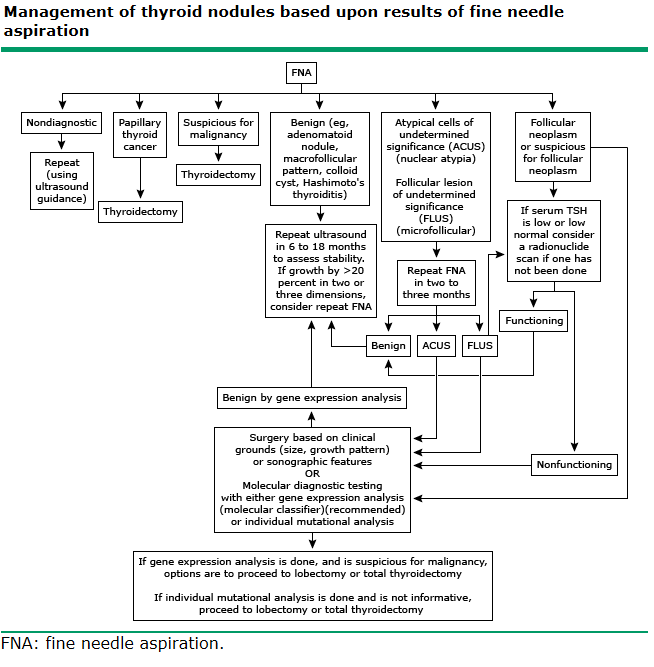 Management of thyroid nodules based upon results of fine needle
aspiration
FNA
Nondiagnostic
Repeat
(using
ultrasound
guidance)
Papillary
thyroid
cancer
Thyroidectomy
Suspicious for
malignancy
Thyroidectomy
Benign (eg,
adenomatoid
nodule,
macrofollicular
pattern, colloid
cyst, Hashimoto's
thyroiditis)
Repeat ultrasound
in 6 to 18 months
to assess stability.
If growth by >20
percent in two or
three dimensions,
consider repeat FNA
Atypical cells of
undetermined
significance (ACUS)
(nuclear atypia)
Follicular lesion
of undetermined
significance
(FLUS)
(microfollicular)
Repeat FNA
in two to
three months
Benign
ACUS
FLUS
Follicular
neoplasm
or suspicious
for follicular
neoplasm
If serum TSH
is low or low
normal consider
a radionuclide
scan if one has
not been done
Functioning
Nonfunctioning
Benign by gene expression analysis
Surgery based on clinical
grounds (size, growth pattern)
or sonographic features
OR
Molecular diagnostic testing
with either gene expression analysis
(molecular classifier)(recommended)
or individual mutational analysis
If gene expression analysis is done, and is suspicious for malignancy,
options are to proceed to lobectomy or total thyroidectomy
If individual mutational analysis is done and is not informative,
proceed to lobectomy or total thyroidectomy
FNA: fine needle aspiration.